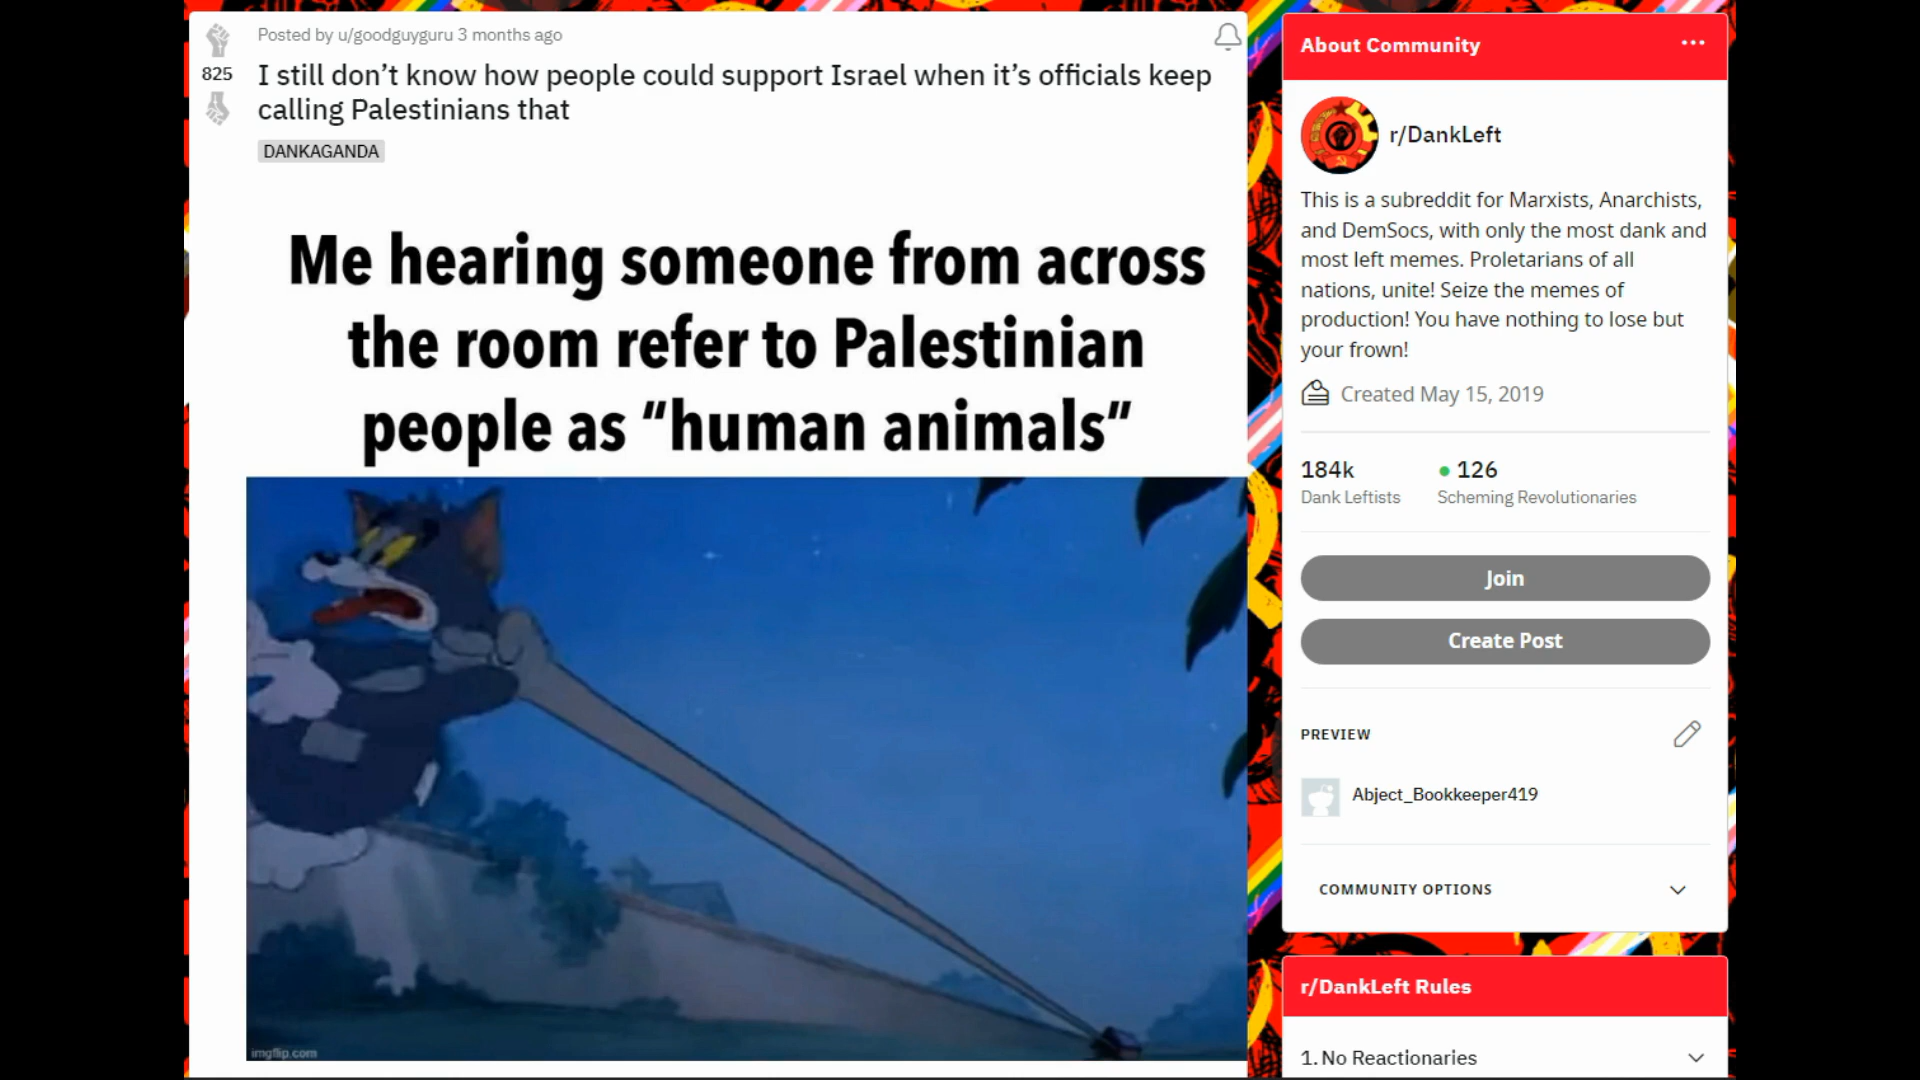 Posted by u/goodguyguru 3 months ago
825
I still don’t know how people could support Israel when it’s officials keep
calling Palestinians that
DANKAGANDA
Me hearing someone from across
the room refer to Palestinian
people as “human animals”
imgflip.com
About Community
r/DankLeft
This is a subreddit for Marxists, Anarchists,
and DemSocs, with only the most dank and
most left memes. Proletarians of all
nations, unite! Seize the memes of
production! You have nothing to lose but
your frown!
Created May 15, 2019
184k
Dank Leftists
126
Scheming Revolutionaries
Join
Create Post
PREVIEW
Abject_Bookkeeper419
COMMUNITY OPTIONS
r/DankLeft Rules
1. No Reactionaries